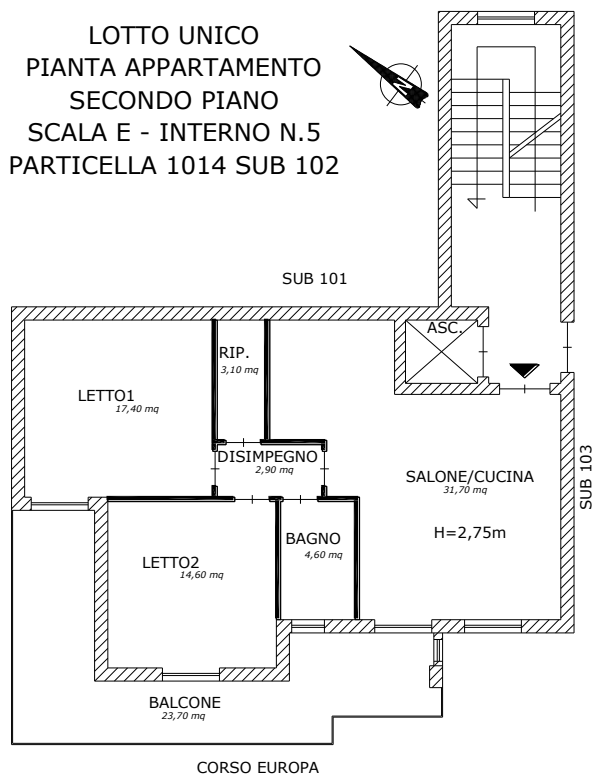 LOTTO UNICO
PIANTA APPARTAMENTO
SECONDO PIANO
SCALA E - INTERNO N.5
PARTICELLA 1014 SUB 102
SUB 101
ASC.
RIP.
3,10 mq
LETTO1
17,40 mq
DISIMPEGNO
2,90 mq
SALONE/CUCINA
31,70 mq
SUB 103
H=2,75m
BAGNO
4,60 mq
LETTO2
14,60 mq
BALCONE
23,70 mq
CORSO EUROPA